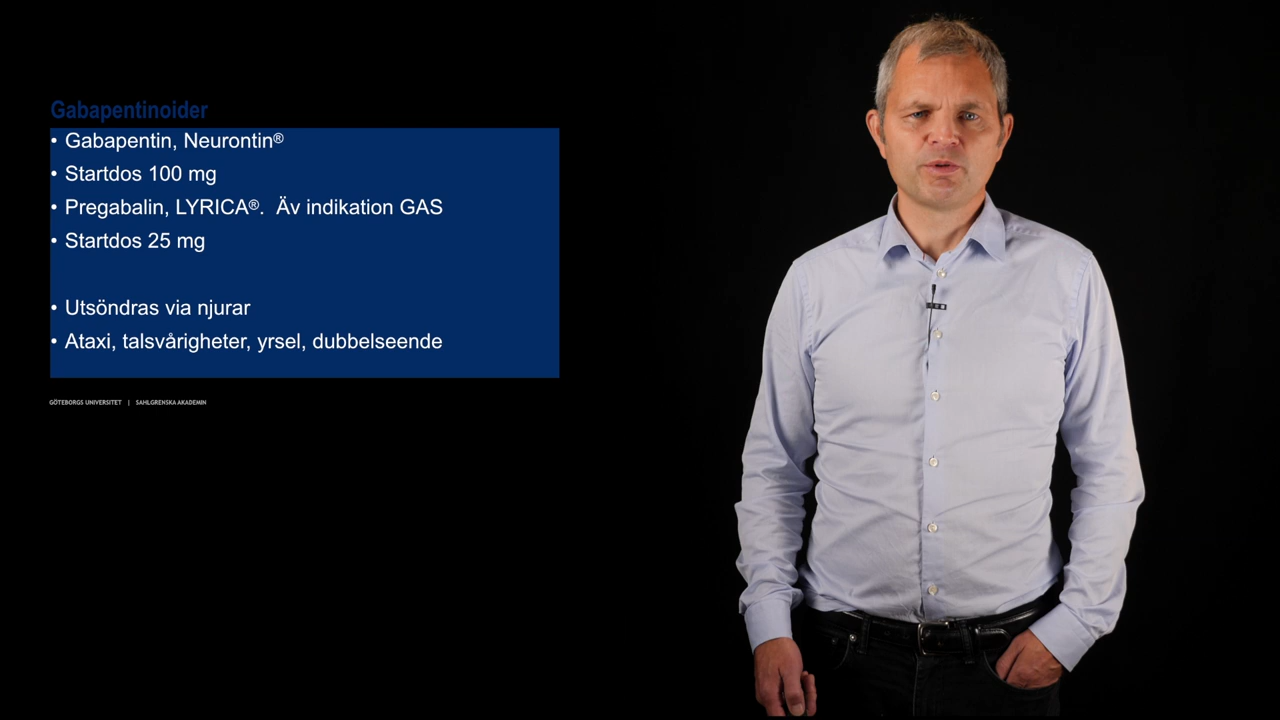 Gabapentinoider
• Gabapentin, Neurontin®
• Startdos 100 mg
• Pregabalin, LYRICA®.  Äv indikation GAS
• Startdos 25 mg
• Utsöndras via njurar
• Ataxi, talsvårigheter, yrsel, dubbelseende
GÖTEBORGS UNIVERSITET | SAHLGRENSKA AKADEMIN